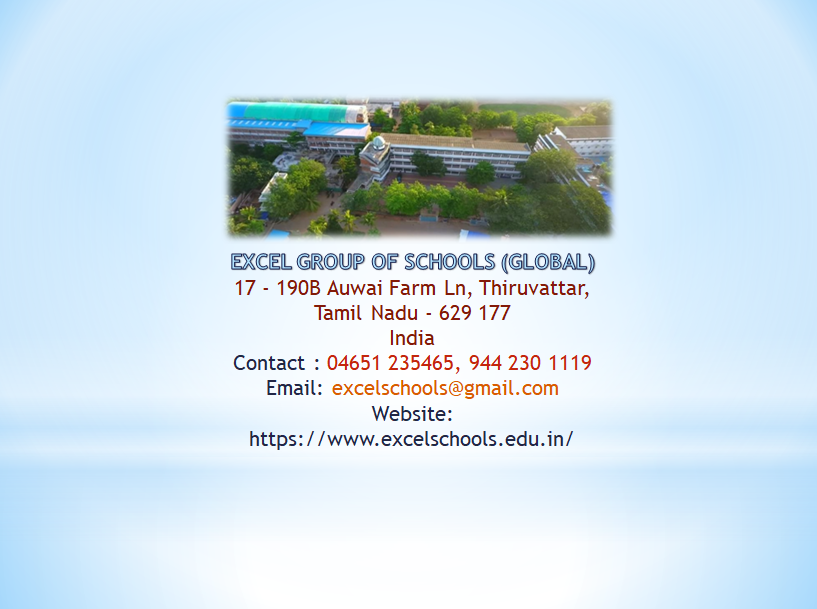 EXCEL GROUP OF SCHOOLS (GLOBAL)
17 - 190B Auwai Farm Ln, Thiruvattar,
Tamil Nadu - 629 177
India
Contact : 04651 235465, 944 230 1119
Email: excelschools@gmail.com
Website:
https://www.excelschools.edu.in/